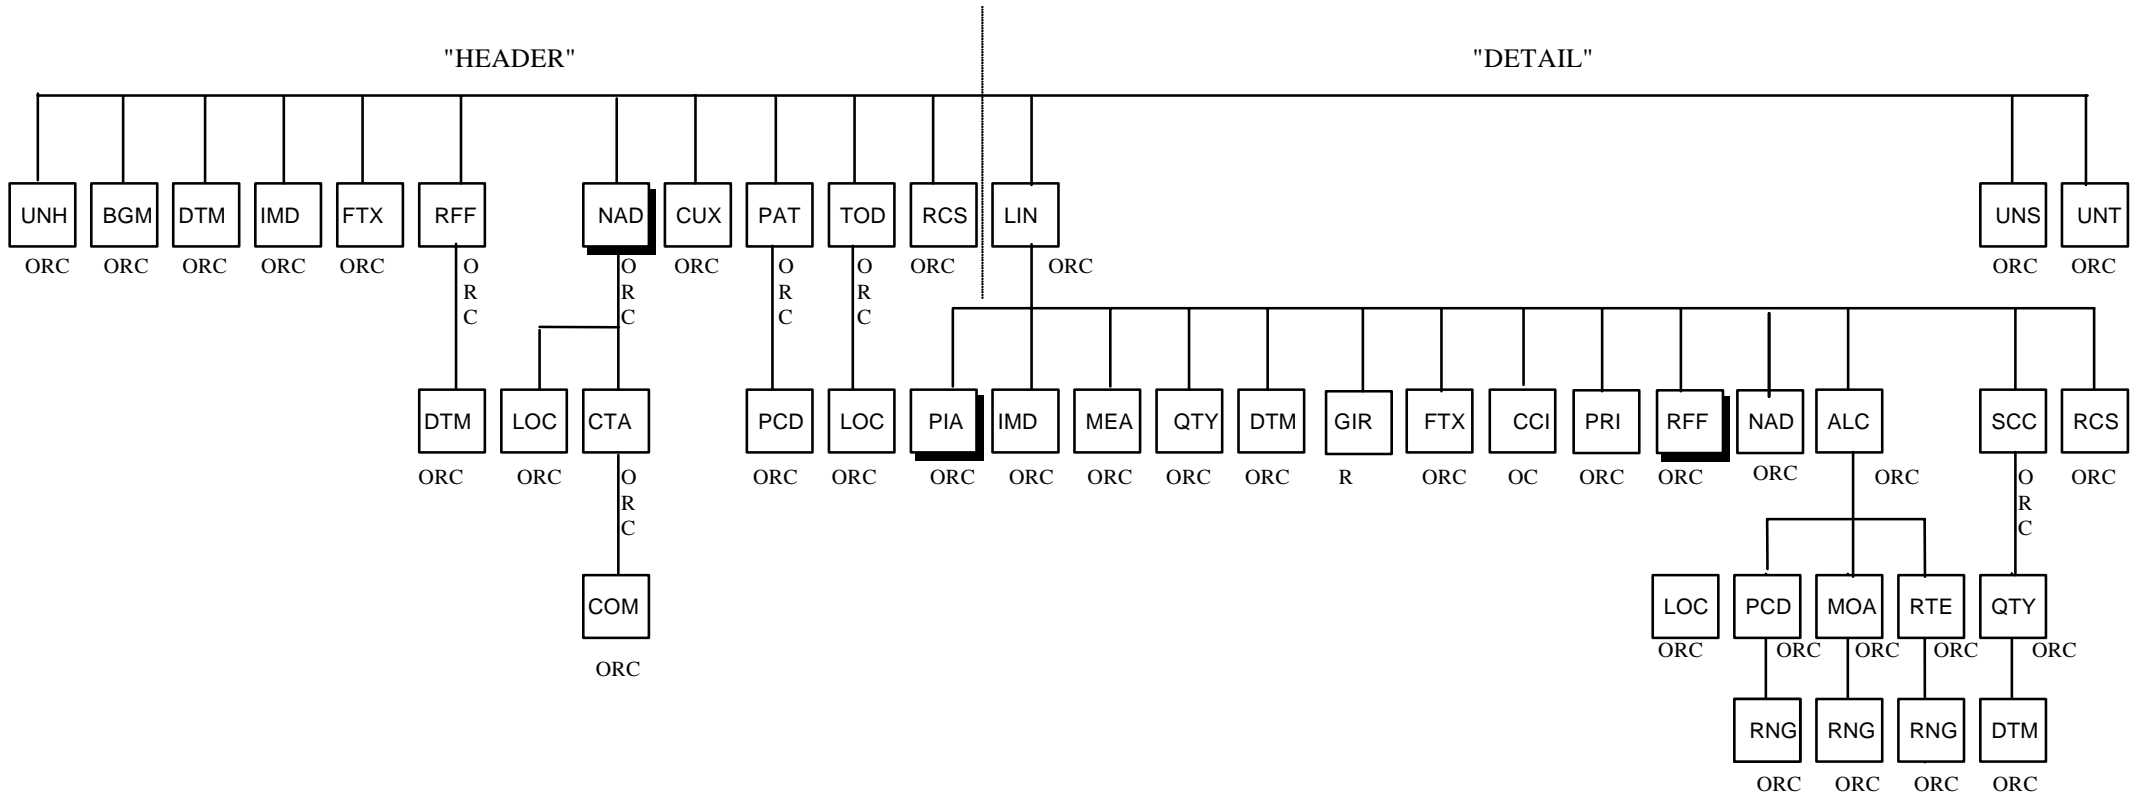 "HEADER" "DETAIL"
UNH BGM DTM IMD FTX RFF NAD CUX PAT TOD RCS LIN UNS UNT
ORC ORC ORC ORC ORC O R C O R C ORC O R C O R C ORC ORC ORC ORC
DTM LOC CTA PCD LOC PIA IMD MEA QTY DTM GIR FTX CCI PRI RFF NAD ALC SCC RCS
ORC ORC O R C ORC ORC ORC ORC ORC ORC ORC R ORC OC ORC ORC ORC ORC O R C ORC
COM LOC PCD MOA RTE QTY
ORC ORC ORC ORC ORC ORC
RNG RNG RNG DTM
ORC ORC ORC ORC